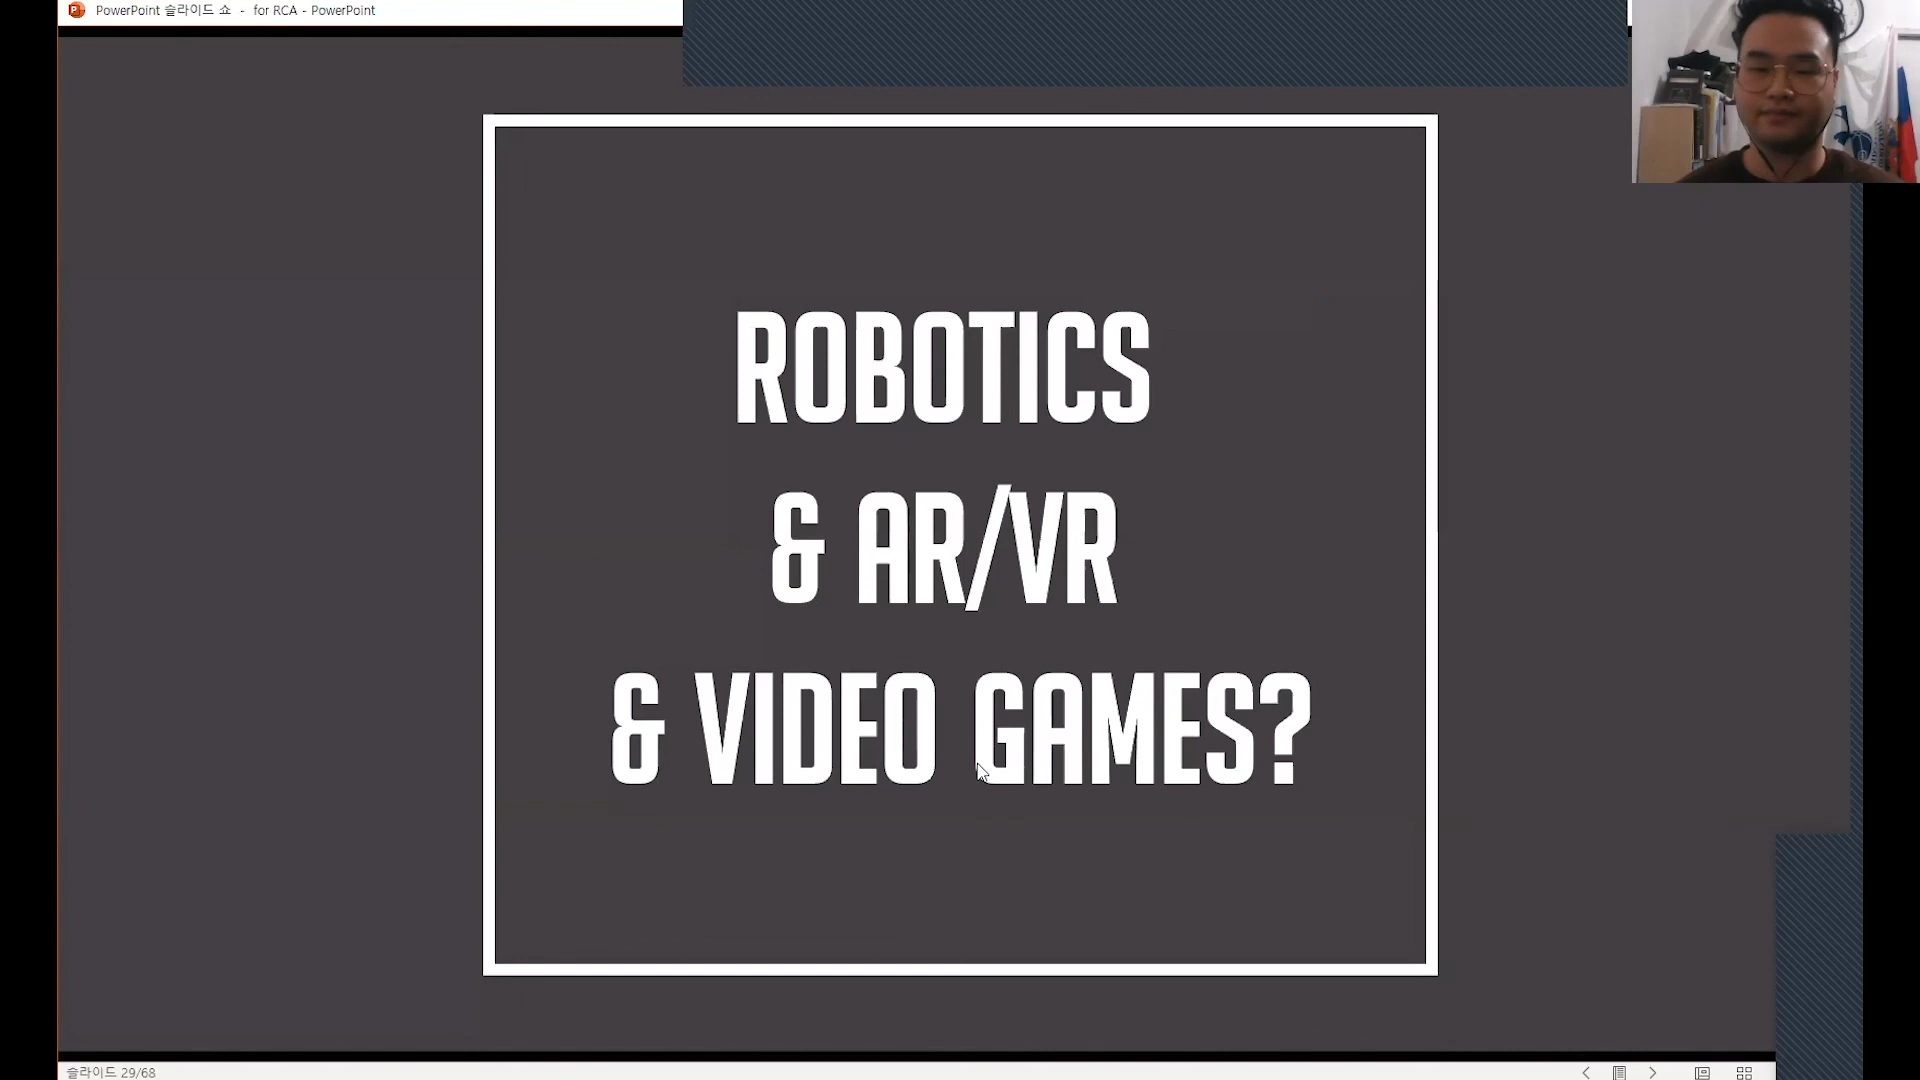 PowerPoint 슬라이드 쇼 - for RCA - PowerPoint
ROBOTICS
& AR/VR
& VIDEO GAMES?
슬라이드 29/68